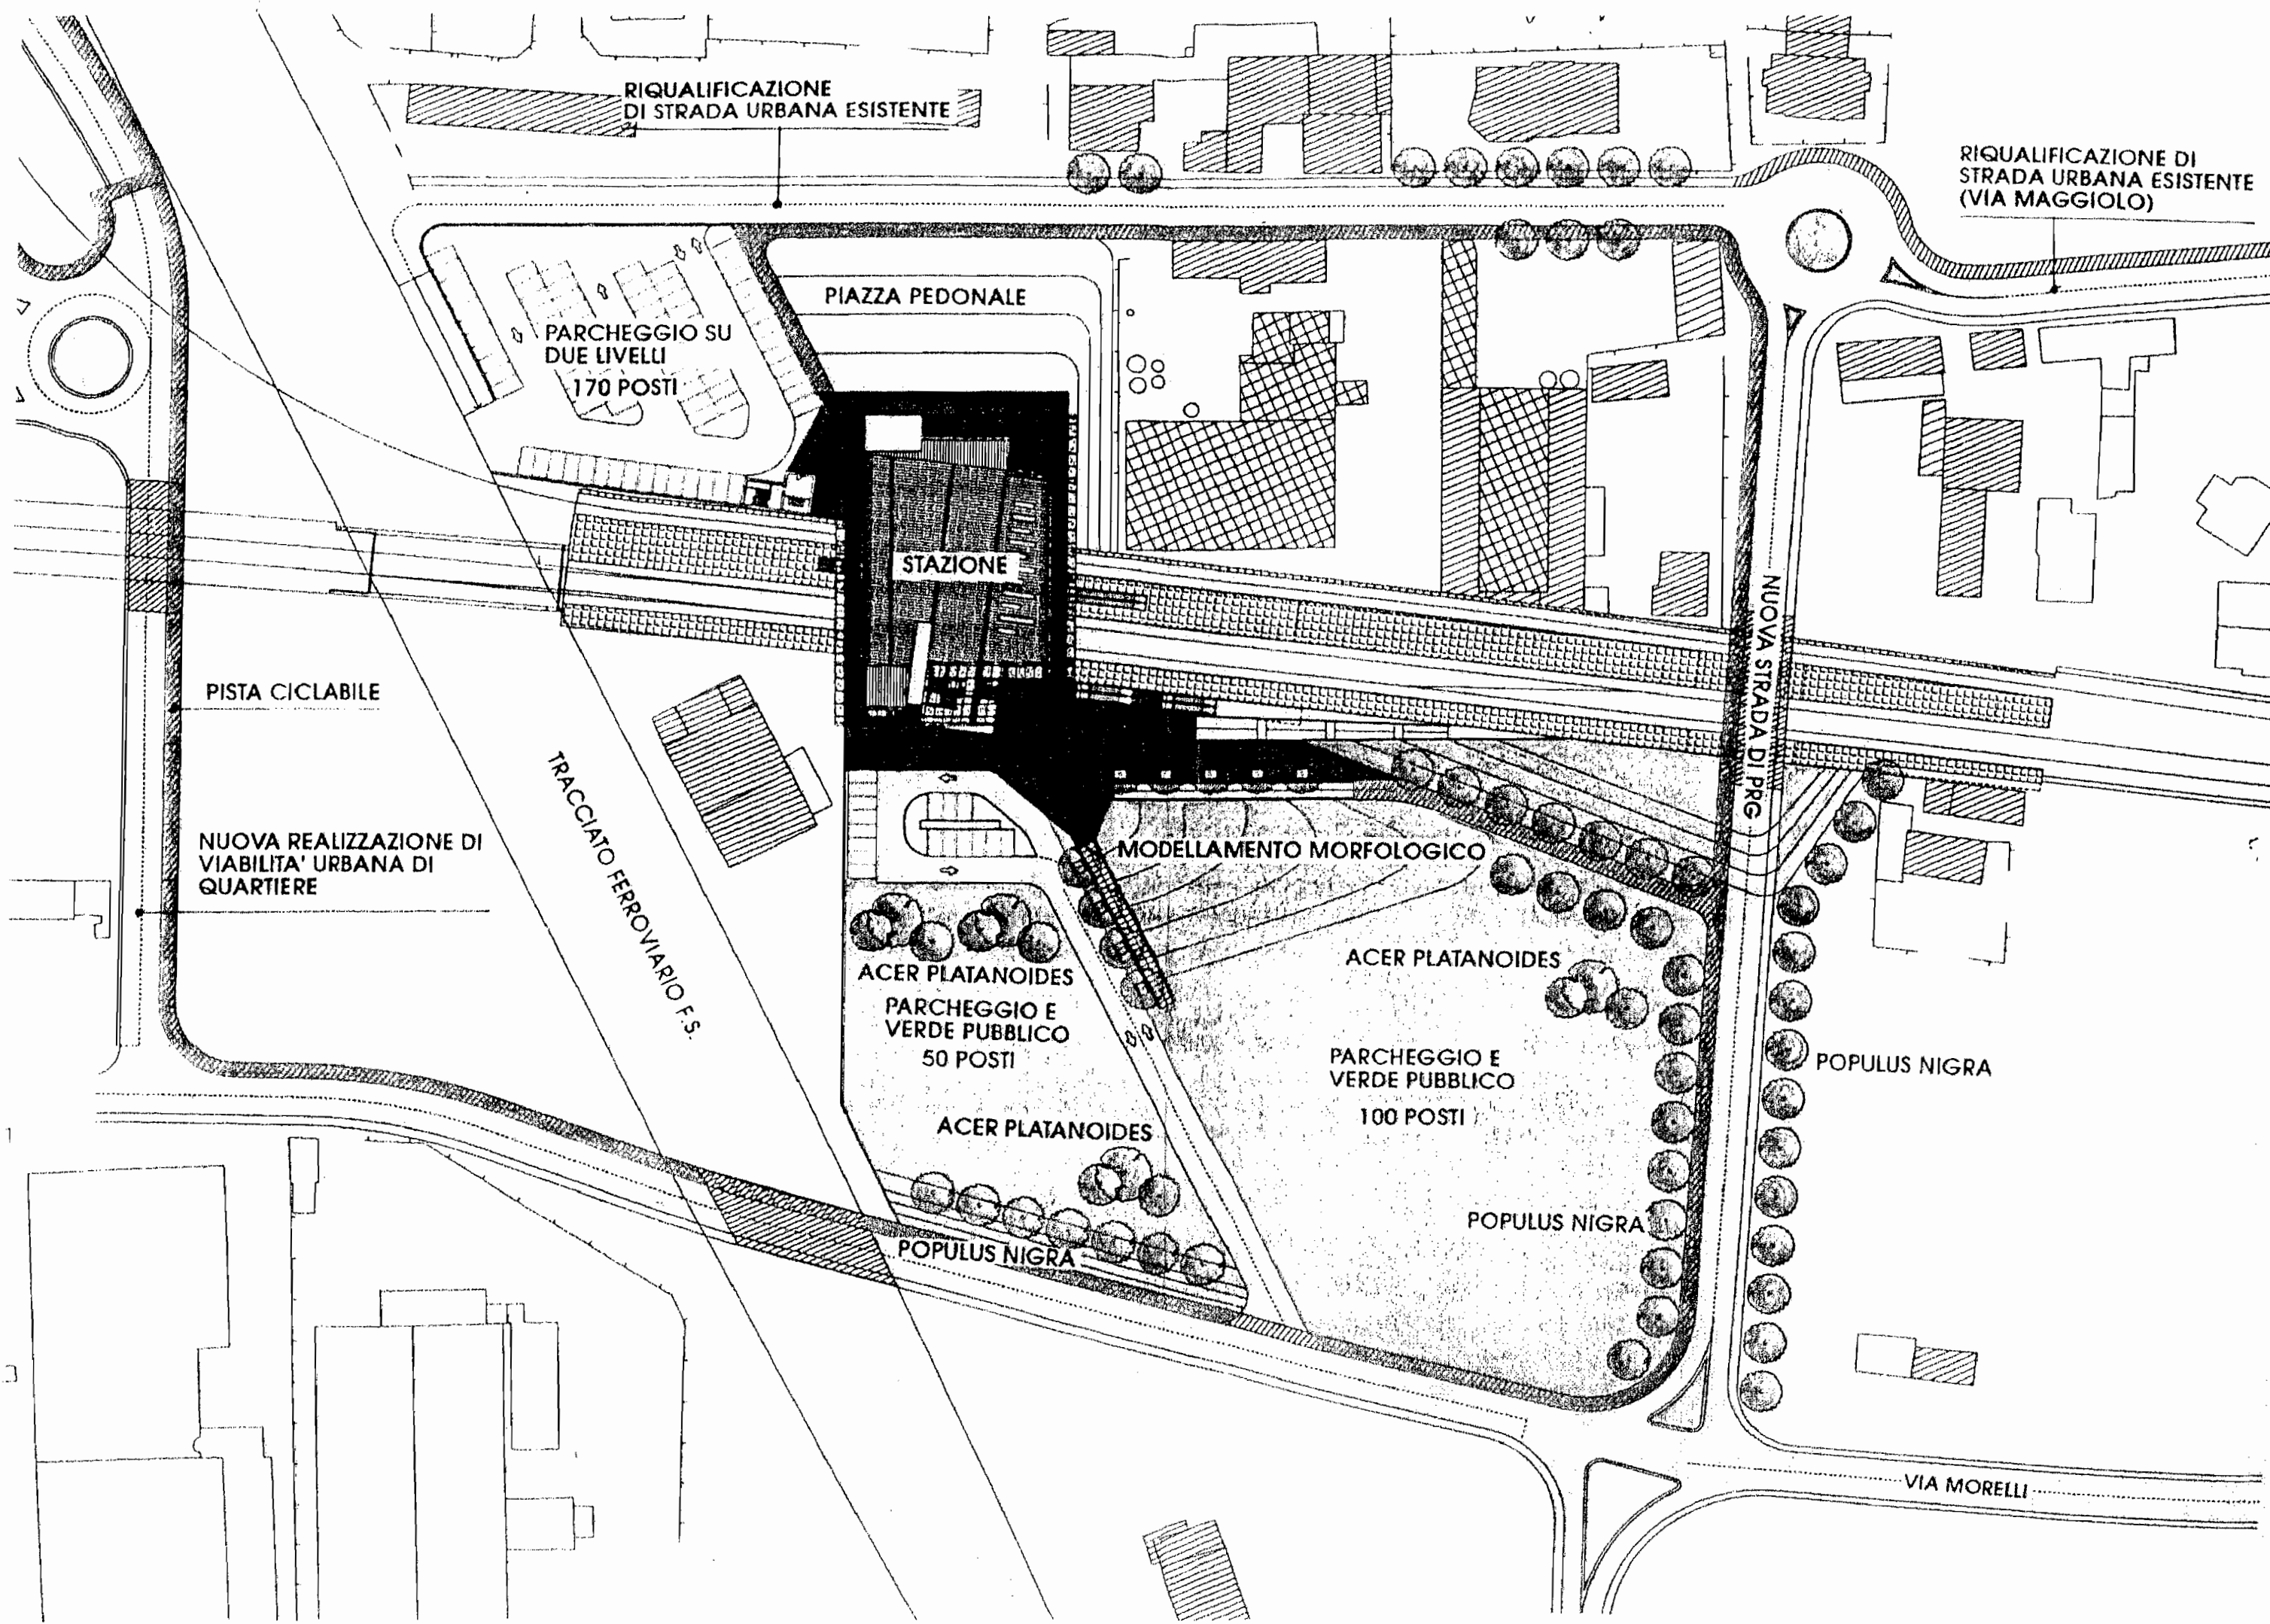 RIQUALIFICAZIONE
DI STRADA URBANA ESISTENTE
RIQUALIFICAZIONE DI
STRADA URBANA ESISTENTE
(VIA MAGGIOLO)
PIAZZA PEDONALE
PARCHEGGIO SU
DUE LIVELLI
170 POSTI
STAZIONE
NUOVA STRADA DI PRG
PISTA CICLABILE
TRACCIATO FERROVIARIO F.S.
NUOVA REALIZZAZIONE DI
VIABILITA' URBANA DI
QUARTIERE
MODELLAMENTO MORFOLOGICO
ACER PLATANOIDES
PARCHEGGIO E
VERDE PUBBLICO
50 POSTI
ACER PLATANOIDES
ACER PLATANOIDES
PARCHEGGIO E
VERDE PUBBLICO
100 POSTI
POPULUS NIGRA
POPULUS NIGRA
POPULUS NIGRA
VIA MORELLI